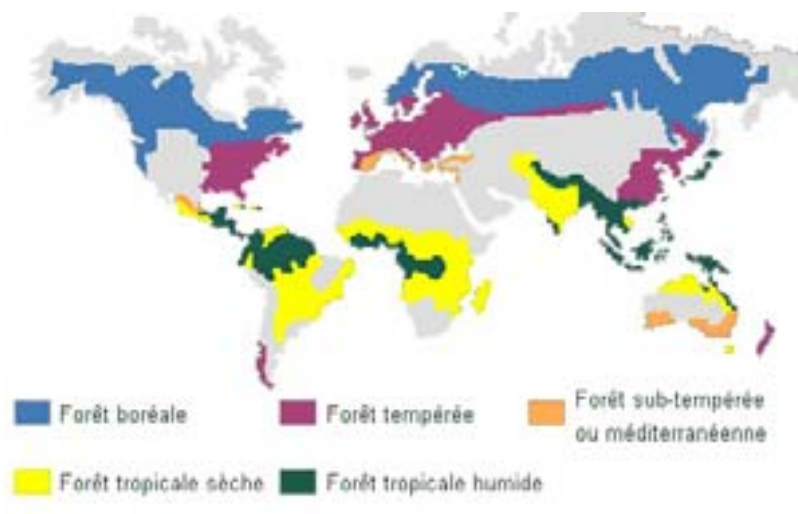 Forêt boréale
Forêt tempérée
Forêt sub-tempérée
ou méditerranéenne
Forêt tropicale sèche
Forêt tropicale humide